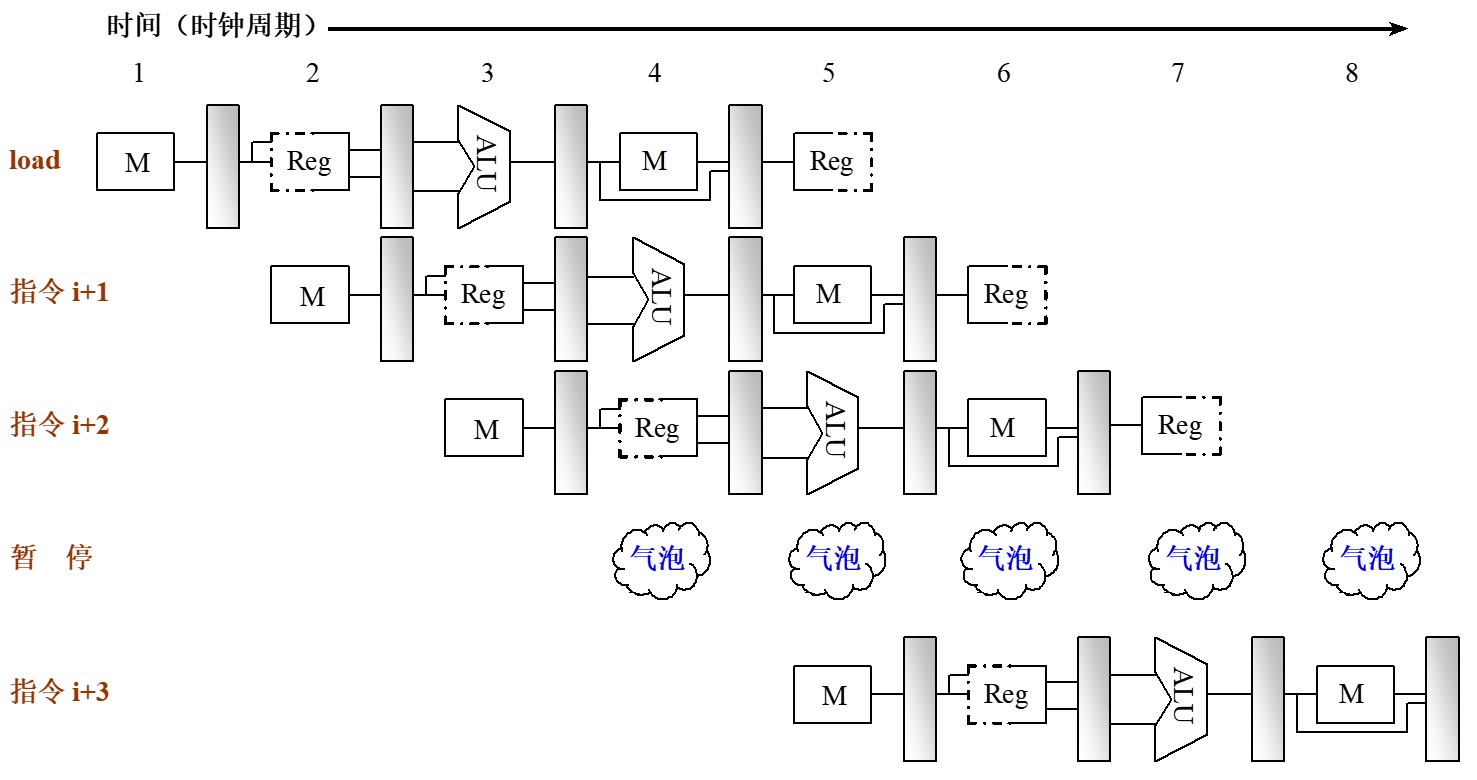 时间（时钟周期）
1 2 3 4 5 6 7 8
load M Reg ALU M Reg
指令 i+1 M Reg ALU M Reg
指令 i+2 M Reg ALU M Reg
暂 停 气泡 气泡 气泡 气泡 气泡
指令 i+3 M Reg ALU M